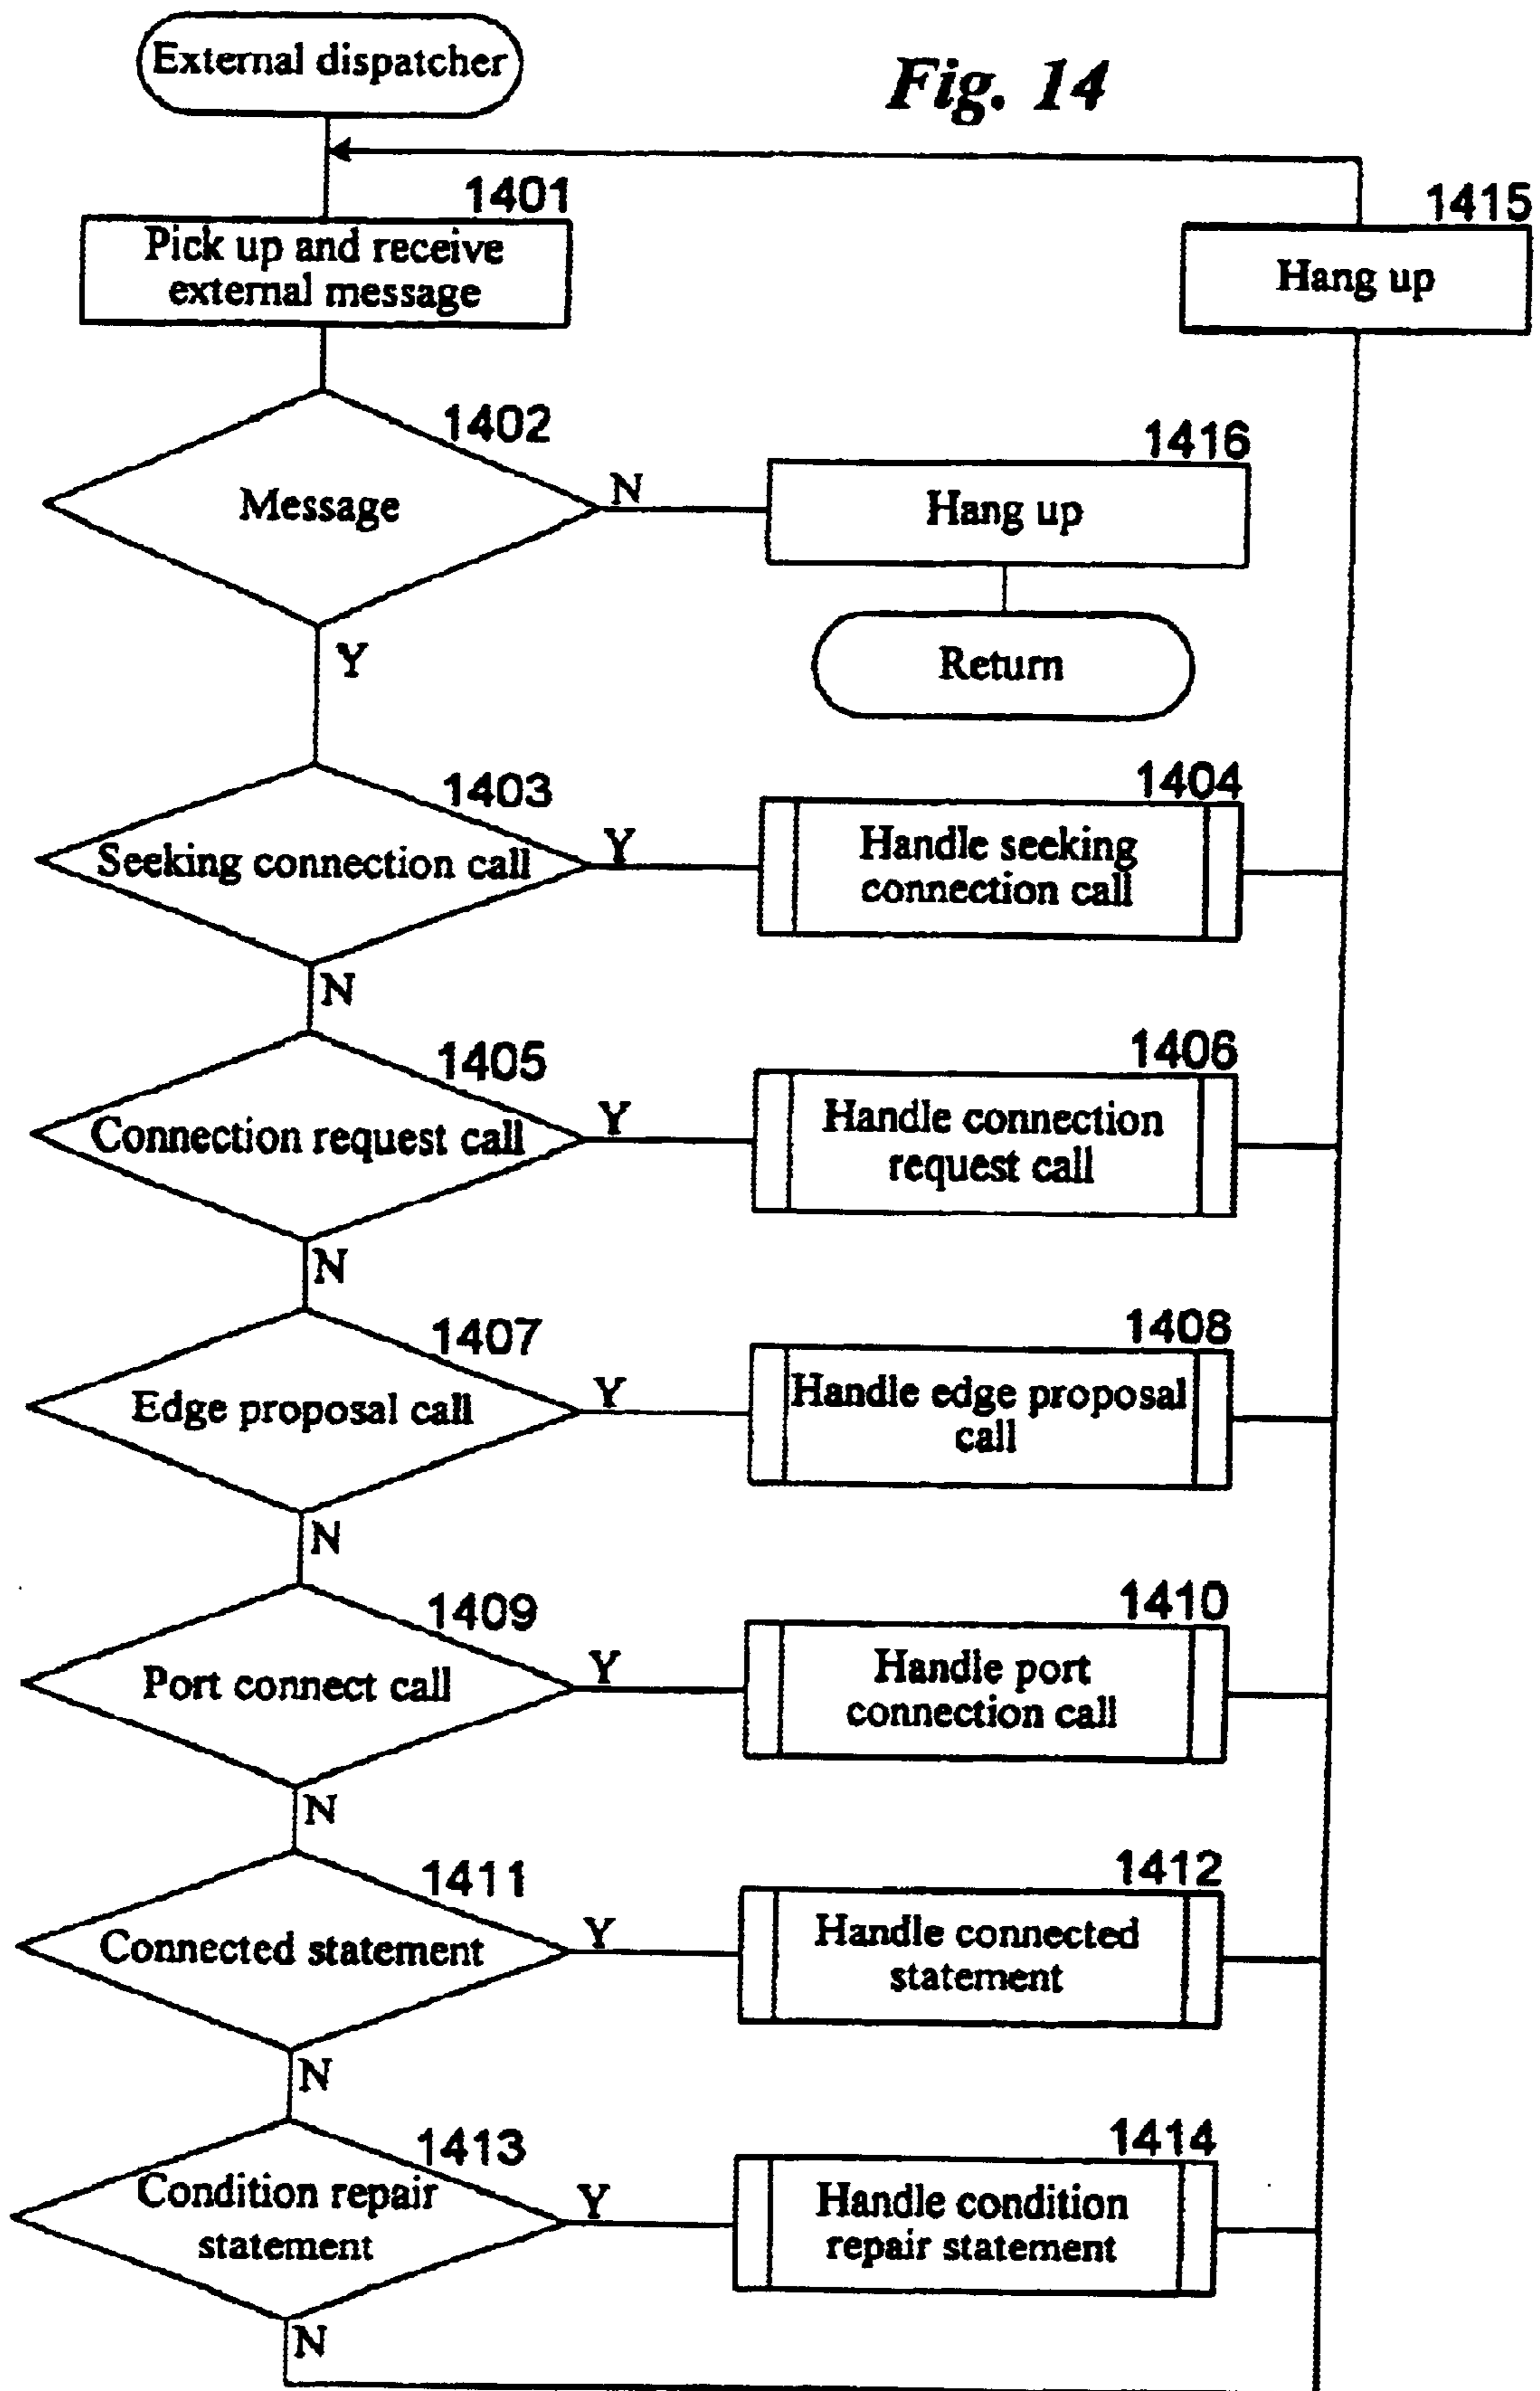 External dispatcher
Fig. 14
1401
Pick up and receive
external message
1415
Hang up
1402
Message
N
1416
Hang up
Y
Return
1403
Seeking connection call
Y
1404
Handle seeking
connection call
N
1405
Connection request call
Y
1406
Handle connection
request call
N
1407
Edge proposal call
Y
1408
Handle edge proposal
call
N
1409
Port connect call
Y
1410
Handle port
connection call
N
1411
Connected statement
Y
1412
Handle connected
statement
N
1413
Condition repair
statement
Y
1414
Handle condition
repair statement
N